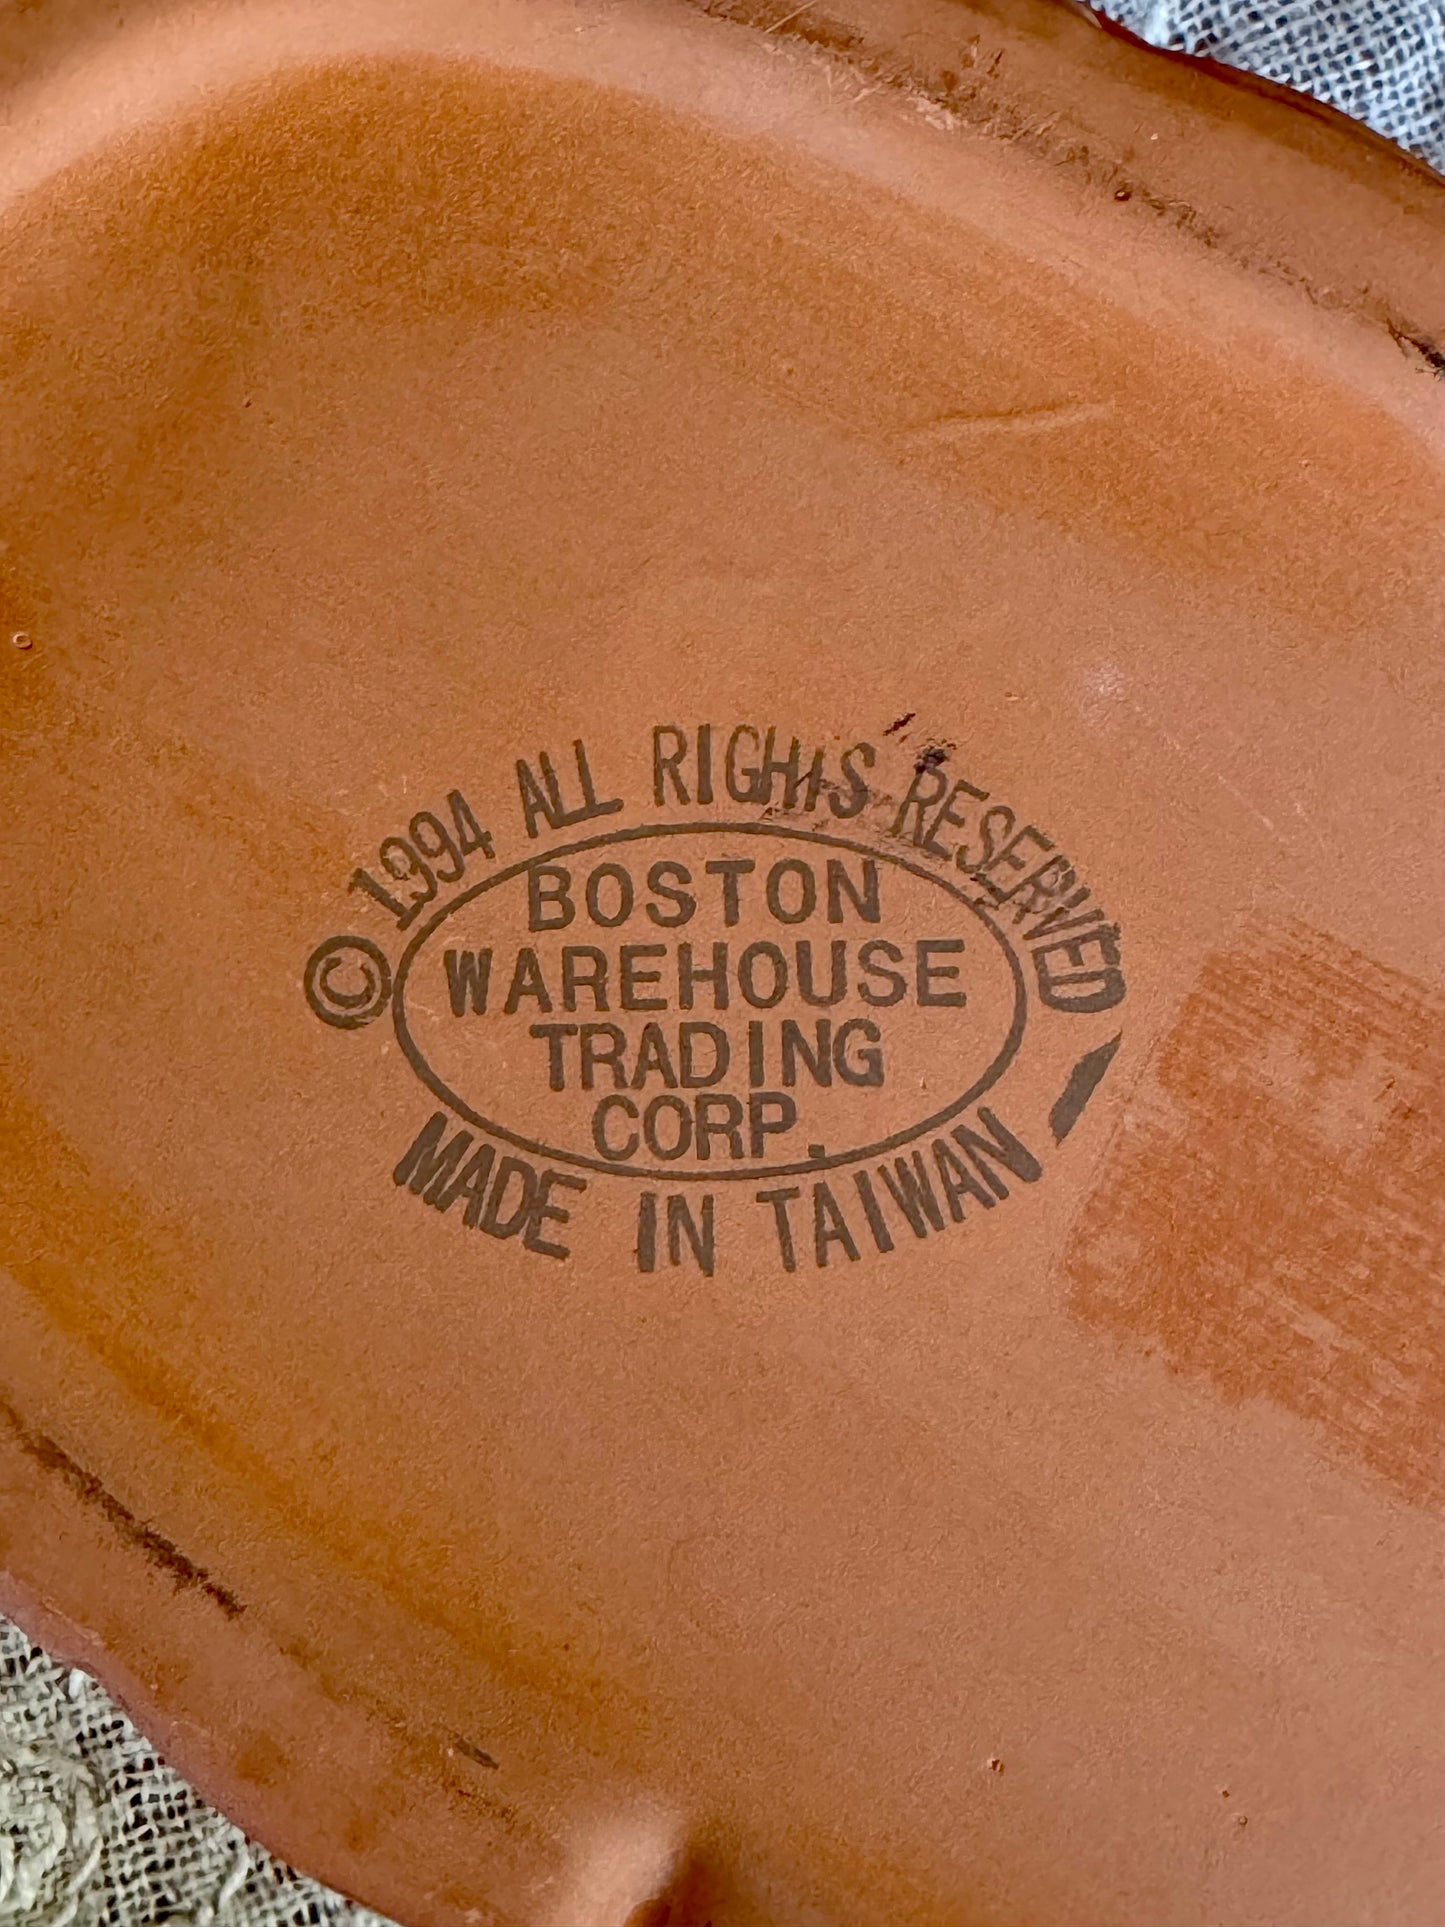 © 1994 ALL RIGHTS RESERVED
BOSTON
WAREHOUSE
TRADING
CORP.
MADE IN TAIWAN